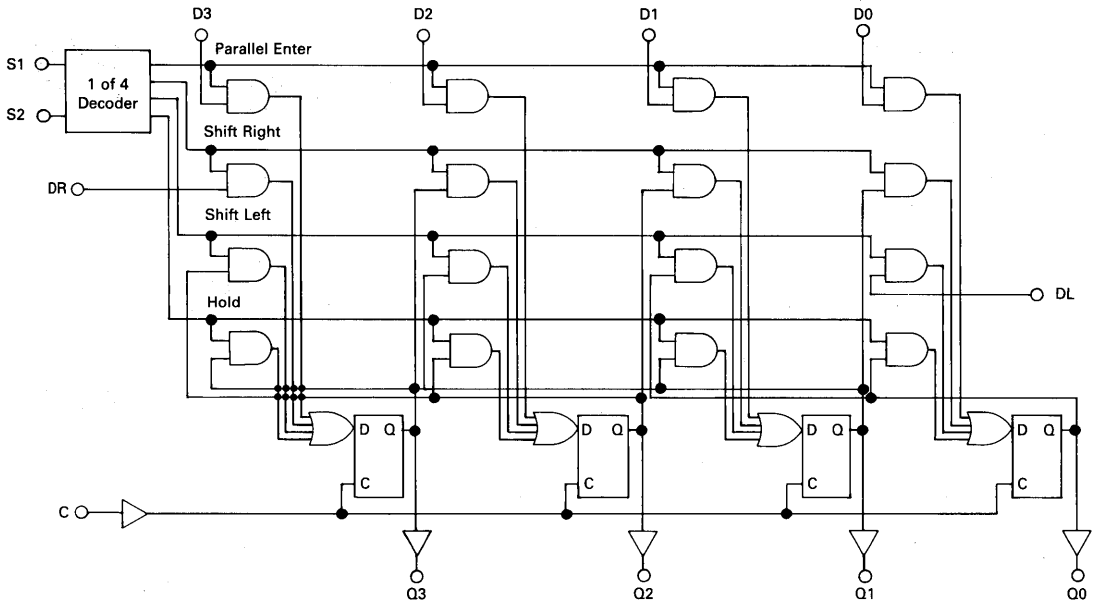 D3 D2 D1 D0
Parallel Enter
S1
1 of 4
Decoder
S2
Shift Right
DR
Shift Left
DL
Hold
D Q D Q D Q D Q
C C C C
C
Q3 Q2 Q1 Q0